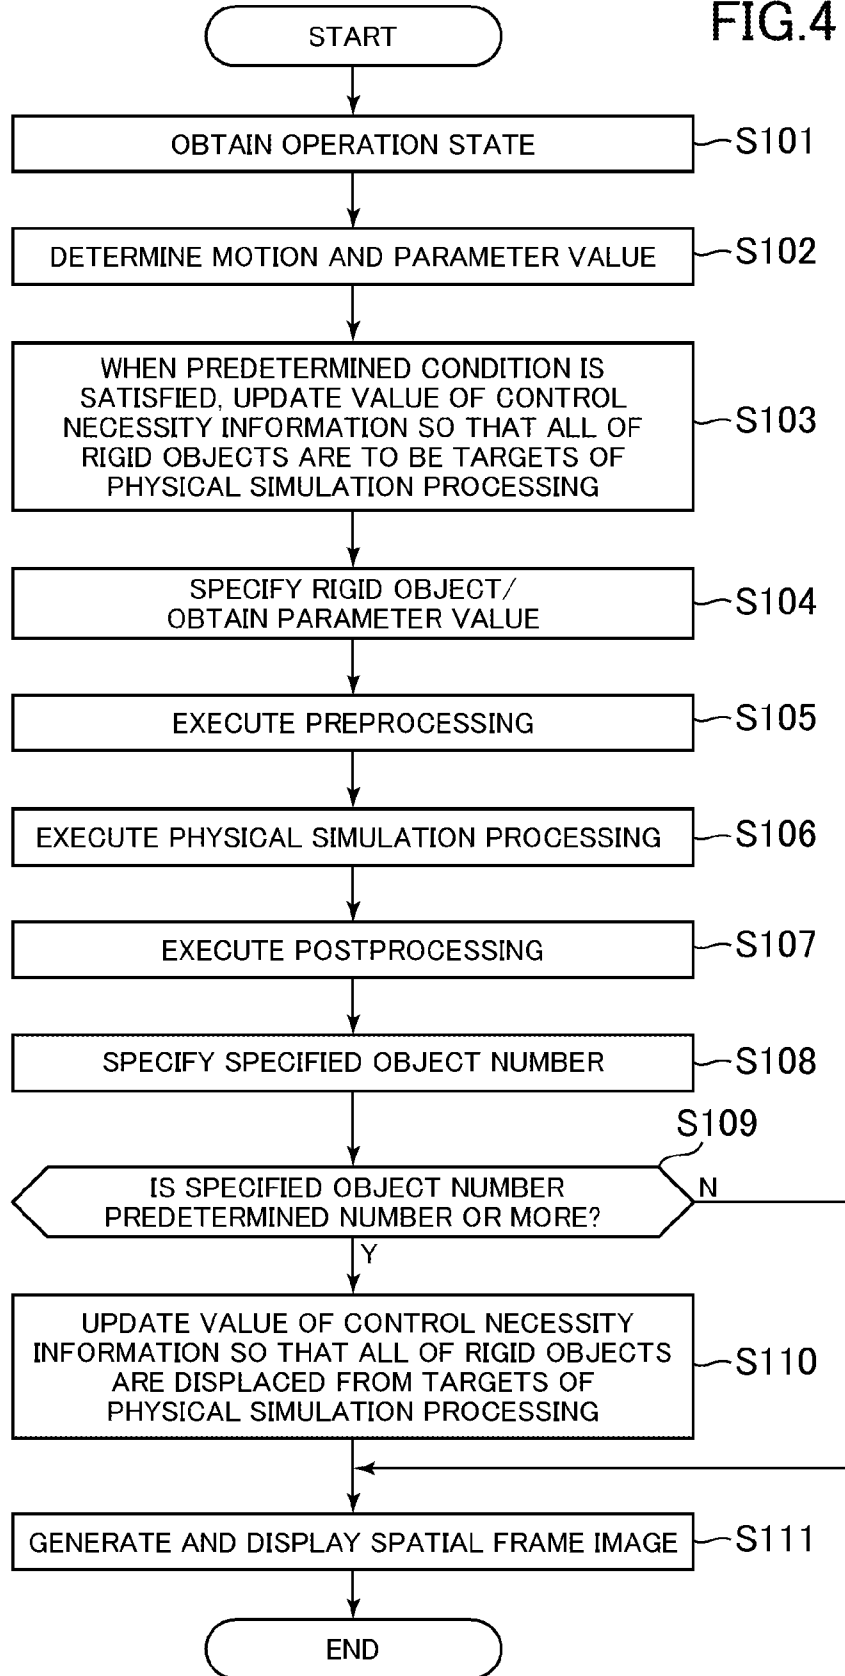 FIG.4
START
OBTAIN OPERATION STATE
S101
DETERMINE MOTION AND PARAMETER VALUE
S102
WHEN PREDETERMINED CONDITION IS
SATISFIED, UPDATE VALUE OF CONTROL
NECESSITY INFORMATION SO THAT ALL OF
RIGID OBJECTS ARE TO BE TARGETS OF
PHYSICAL SIMULATION PROCESSING
S103
SPECIFY RIGID OBJECT/
OBTAIN PARAMETER VALUE
S104
EXECUTE PREPROCESSING
S105
EXECUTE PHYSICAL SIMULATION PROCESSING
S106
EXECUTE POSTPROCESSING
S107
SPECIFY SPECIFIED OBJECT NUMBER
S108
S109
IS SPECIFIED OBJECT NUMBER
PREDETERMINED NUMBER OR MORE?
N
Y
UPDATE VALUE OF CONTROL NECESSITY
INFORMATION SO THAT ALL OF RIGID OBJECTS
ARE DISPLACED FROM TARGETS OF
PHYSICAL SIMULATION PROCESSING
S110
GENERATE AND DISPLAY SPATIAL FRAME IMAGE
S111
END